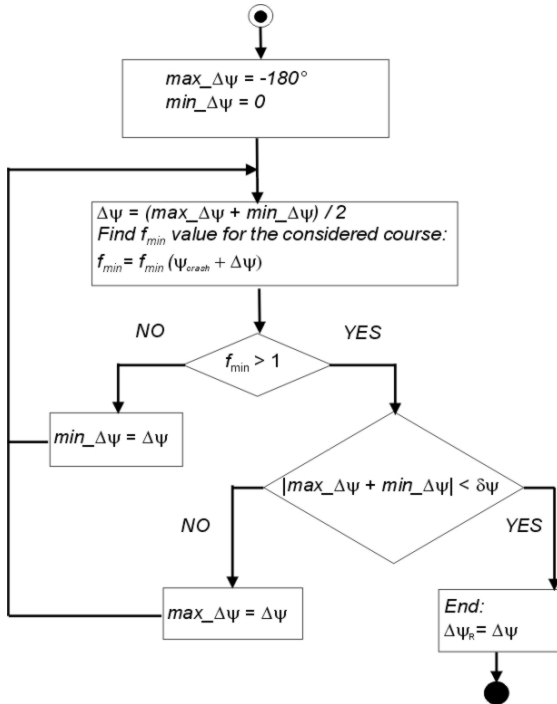 max_Δψ = -180°
min_Δψ = 0
Δψ = (max_Δψ + min_Δψ) / 2
Find fmin value for the considered course:
fmin= fmin (ψcrash + Δψ)
NO
YES
fmin > 1
min_Δψ = Δψ
|max_Δψ + min_Δψ| < δψ
NO
YES
max_Δψ = Δψ
End:
ΔψR= Δψ